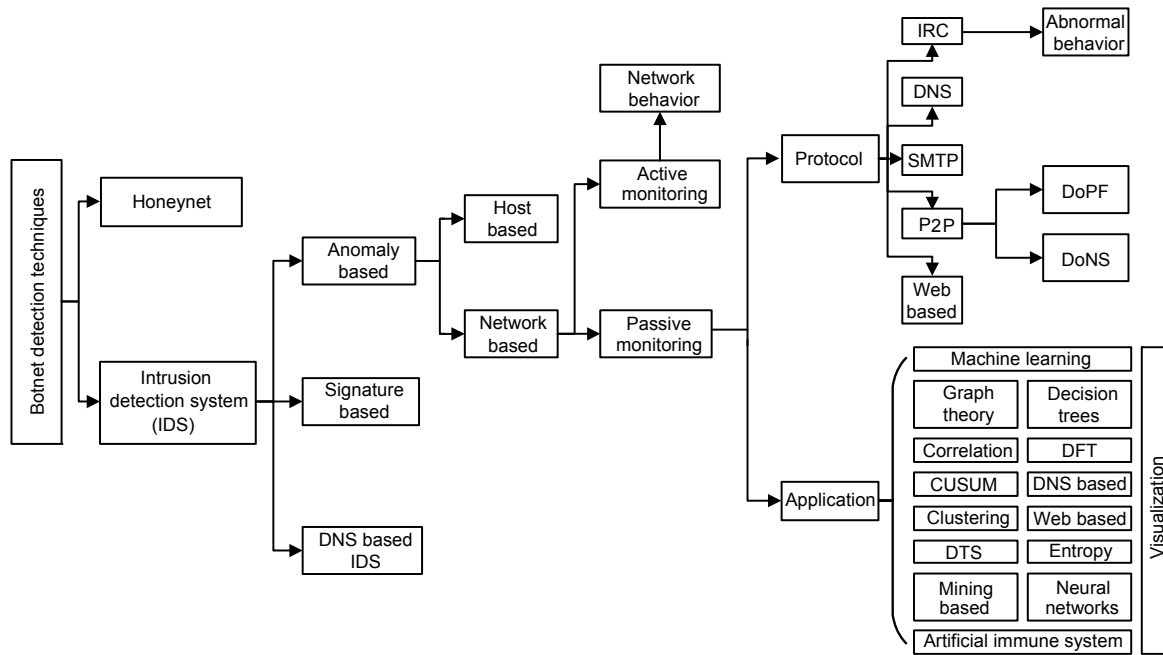 Botnet detection techniques
Honeynet
Intrusion
detection system
(IDS)
Anomaly
based
Signature
based
DNS based
IDS
Host
based
Network
based
Network
behavior
Active
monitoring
Passive
monitoring
Protocol
Application
IRC
Abnormal
behavior
DNS
SMTP
P2P
DoPF
DoNS
Web
based
Machine learning
Graph
theory
Decision
trees
Correlation
DFT
CUSUM
DNS based
Clustering
Web based
DTS
Entropy
Mining
based
Neural
networks
Artificial immune system
Visualization